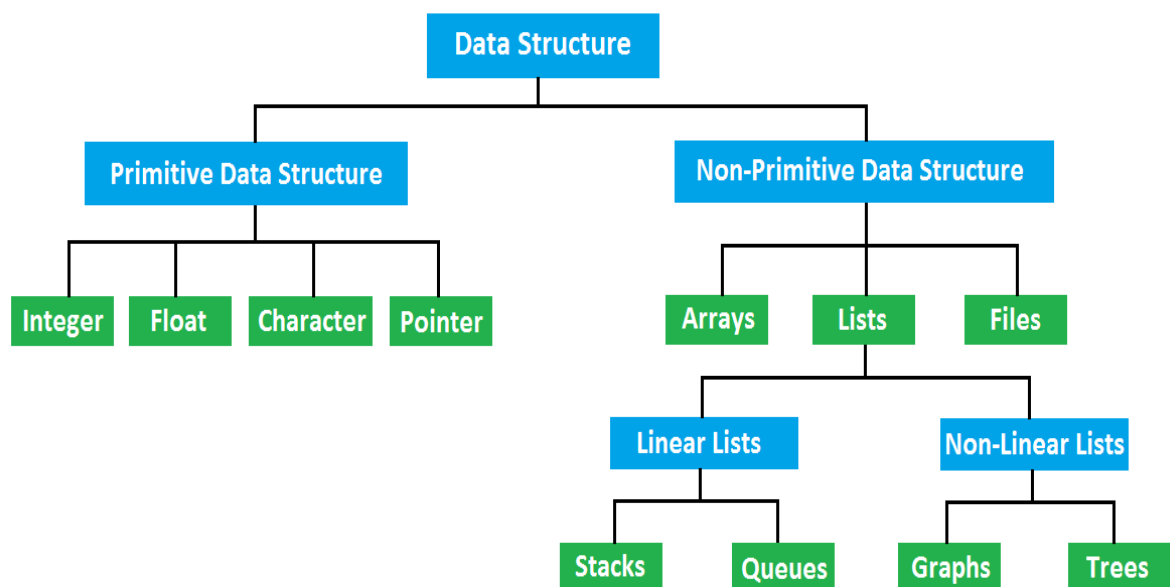 Data Structure
Primitive Data Structure
Non-Primitive Data Structure
Integer
Float
Character
Pointer
Arrays
Lists
Files
Linear Lists
Non-Linear Lists
Stacks
Queues
Graphs
Trees